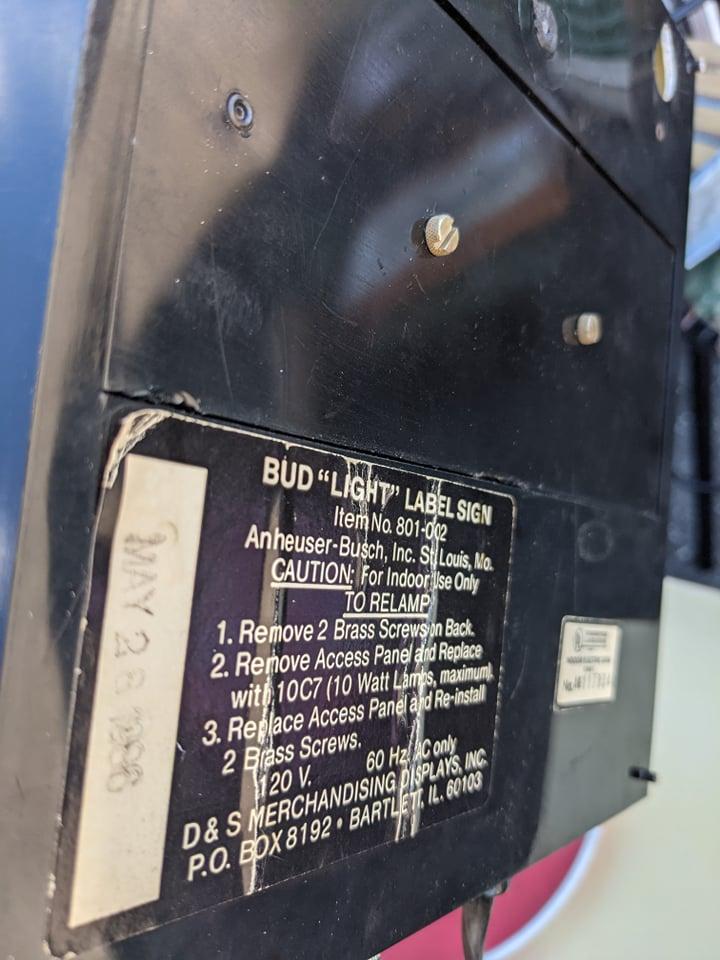 BUD “LIGHT” LABEL SIGN
Item No. 801-002
Anheuser-Busch, Inc. St. Louis, Mo.
CAUTION: For Indoor Use Only
TO RELAMP
1. Remove 2 Brass Screws on Back.
2. Remove Access Panel and Replace
with 10C7 (10 Watt Lamps, maximum).
3. Replace Access Panel and Re-install
2 Brass Screws.
120 V. 60 Hz. AC only
D & S MERCHANDISING DISPLAYS, INC.
P.O. BOX 8192 • BARTLETT, IL. 60103
MAY 28
No.